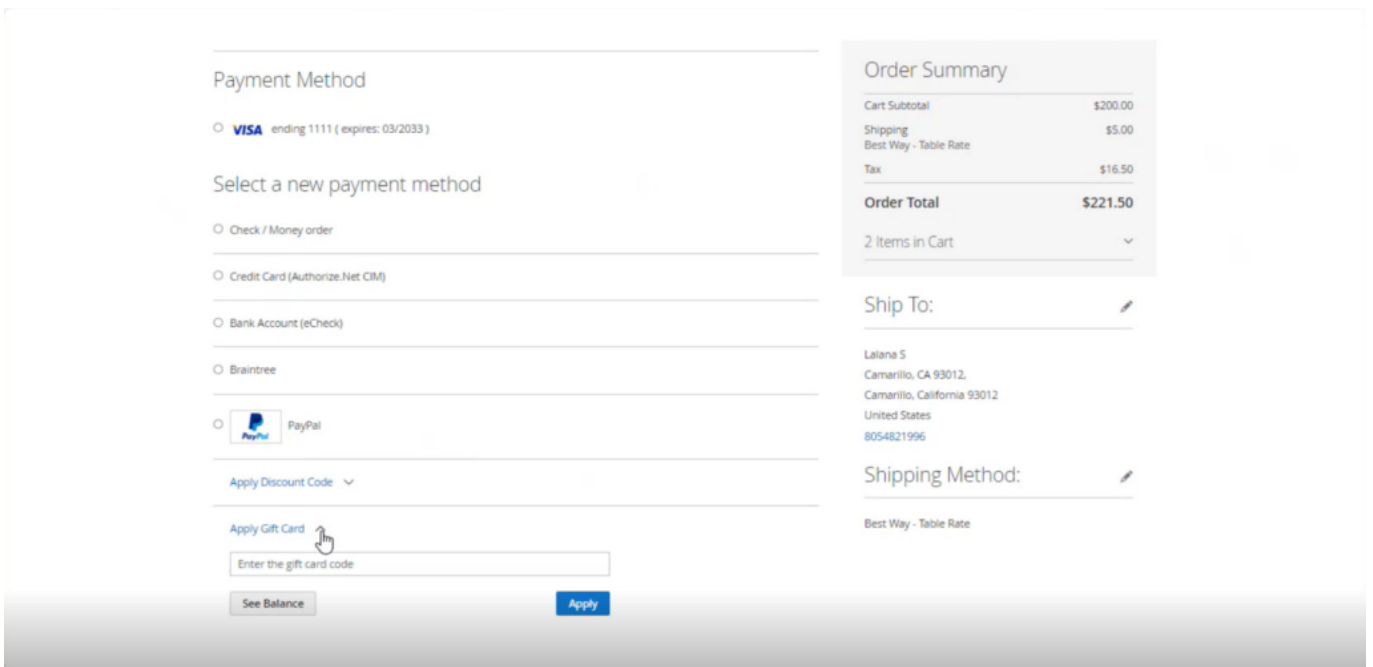 Payment Method
VISA ending 1111 ( expires: 03/2033 )
Select a new payment method
Check / Money order
Credit Card (Authorize.Net CIM)
Bank Account (eCheck)
Braintree
PayPal PayPal
Apply Discount Code
Apply Gift Card
Enter the gift card code
See Balance Apply
Order Summary
Cart Subtotal $200.00
Shipping $5.00
Best Way - Table Rate
Tax $16.50
Order Total $221.50
2 Items in Cart
Ship To:
Lalana S
Camarillo, CA 93012,
Camarillo, California 93012
United States
8054821996
Shipping Method:
Best Way - Table Rate